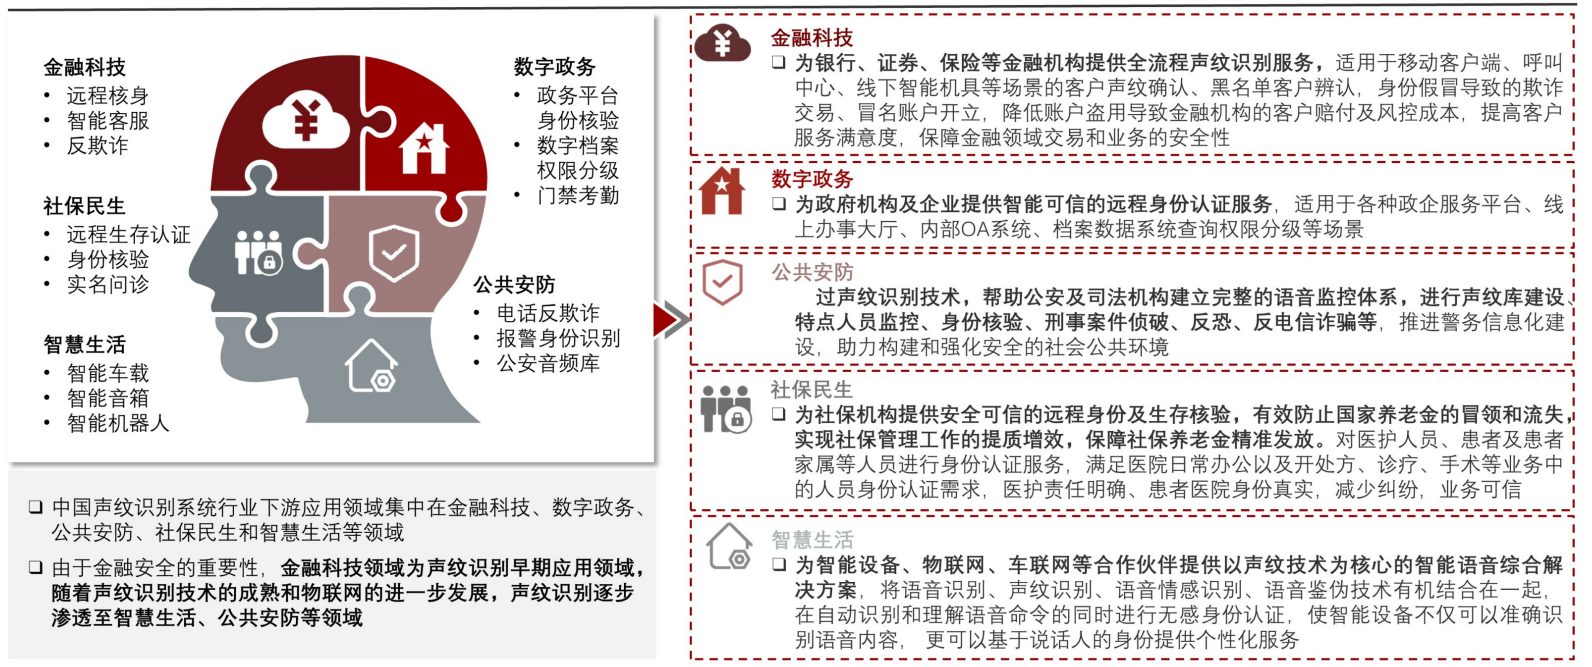 金融科技
• 远程核身
• 智能客服
• 反欺诈
社保民生
• 远程生存认证
• 身份核验
• 实名问诊
智慧生活
• 智能车载
• 智能音箱
• 智能机器人
数字政务
• 政务平台
身份核验
• 数字档案
权限分级
• 门禁考勤
公共安防
• 电话反欺诈
• 报警身份识别
• 公安音频库
❑ 中国声纹识别系统行业下游应用领域集中在金融科技、数字政务、
公共安防、社保民生和智慧生活等领域
❑ 由于金融安全的重要性，金融科技领域为声纹识别早期应用领域，
随着声纹识别技术的成熟和物联网的进一步发展，声纹识别逐步
渗透至智慧生活、公共安防等领域
金融科技
❑ 为银行、证券、保险等金融机构提供全流程声纹识别服务，适用于移动客户端、呼叫
中心、线下智能机具等场景的客户声纹确认、黑名单客户辨认，身份假冒导致的欺诈
交易、冒名账户开立，降低账户盗用导致金融机构的客户赔付及风控成本，提高客户
服务满意度，保障金融领域交易和业务的安全性
数字政务
❑ 为政府机构及企业提供智能可信的远程身份认证服务，适用于各种政企服务平台、线
上办事大厅、内部OA系统、档案数据系统查询权限分级等场景
公共安防
过声纹识别技术，帮助公安及司法机构建立完整的语音监控体系，进行声纹库建设、
特点人员监控、身份核验、刑事案件侦破、反恐、反电信诈骗等，推进警务信息化建
设，助力构建和强化安全的社会公共环境
社保民生
❑ 为社保机构提供安全可信的远程身份及生存核验，有效防止国家养老金的冒领和流失，
实现社保管理工作的提质增效，保障社保养老金精准发放。对医护人员、患者及患者
家属等人员进行身份认证服务，满足医院日常办公以及开处方、诊疗、手术等业务中
的人员身份认证需求，医护责任明确、患者医院身份真实，减少纠纷，业务可信
智慧生活
❑ 为智能设备、物联网、车联网等合作伙伴提供以声纹技术为核心的智能语音综合解
决方案，将语音识别、声纹识别、语音情感识别、语音鉴伪技术有机结合在一起，
在自动识别和理解语音命令的同时进行无感身份认证，使智能设备不仅可以准确识
别语音内容， 更可以基于说话人的身份提供个性化服务